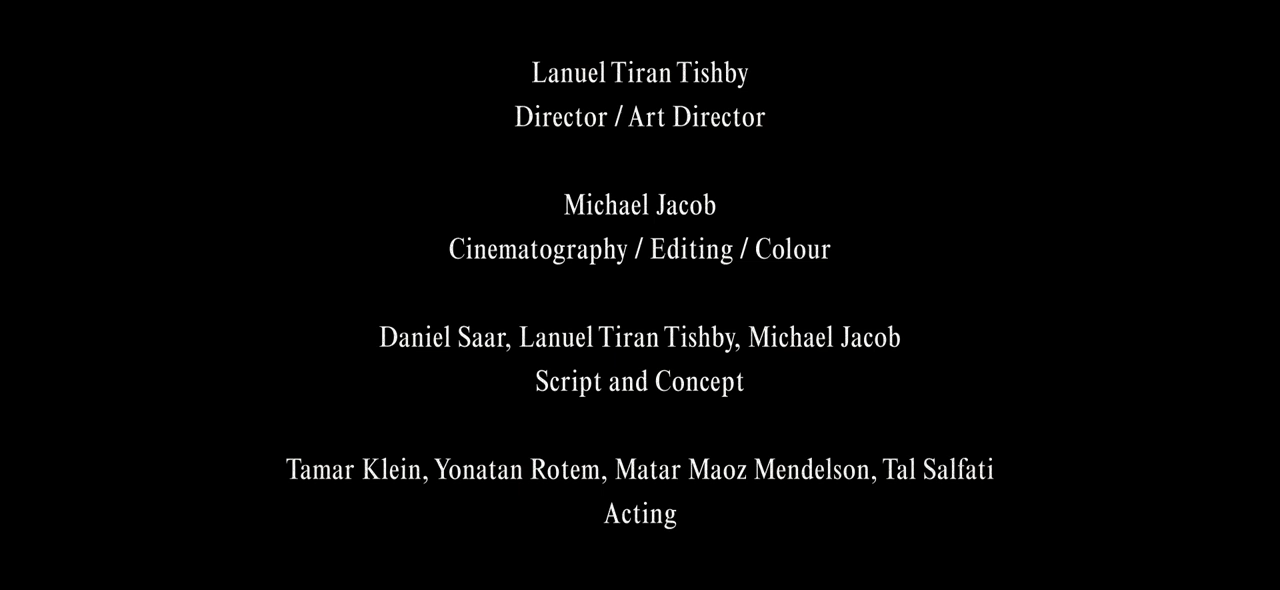 Lanuel Tiran Tishby
Director / Art Director
Michael Jacob
Cinematography / Editing / Colour
Daniel Saar, Lanuel Tiran Tishby, Michael Jacob
Script and Concept
Tamar Klein, Yonatan Rotem, Matar Maoz Mendelson, Tal Salfati
Acting